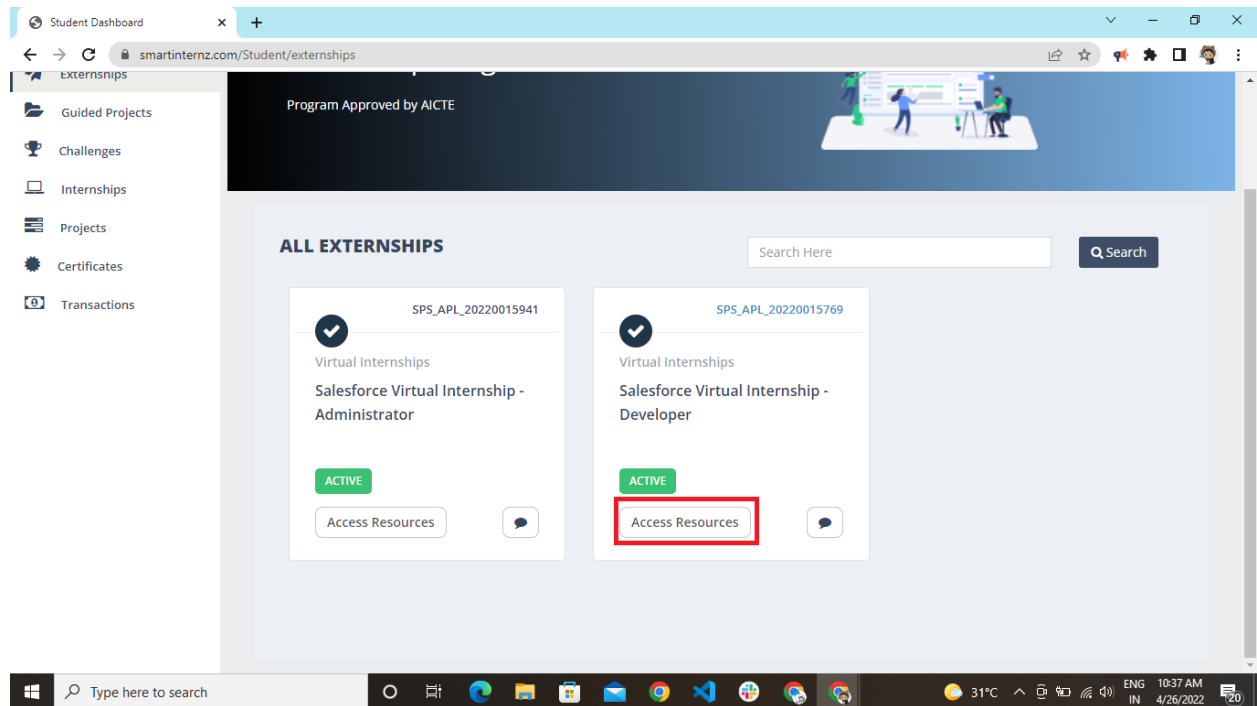 Student Dashboard
smartinternz.com/Student/externships
Externships
Guided Projects
Challenges
Internships
Projects
Certificates
Transactions
Program Approved by AICTE
ALL EXTERNSHIPS
Search Here
Search
SPS_APL_20220015941
Virtual Internships
Salesforce Virtual Internship -
Administrator
ACTIVE
Access Resources
SPS_APL_20220015769
Virtual Internships
Salesforce Virtual Internship -
Developer
ACTIVE
Access Resources
Type here to search
31°C
ENG
IN
10:37 AM
4/26/2022
20